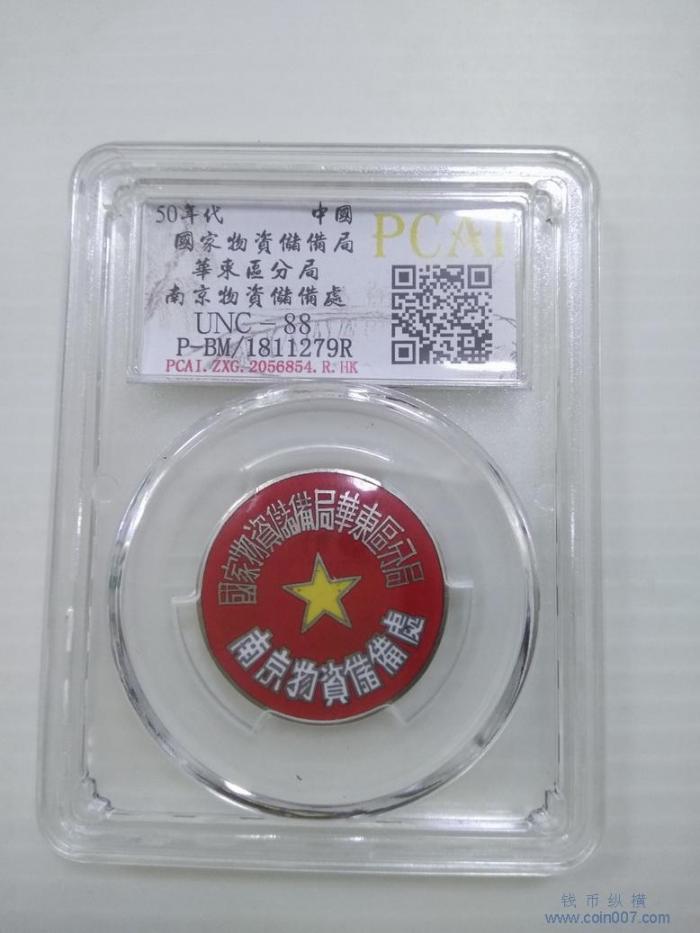 50年代 中國
PCAI
國家物資儲備局
華東區分局
南京物資儲備處
UNC - 88
P-BM/1811279R
PCAI.ZXG.2056854.R.HK
國家物資儲備局華東區分局
南京物資儲備處
钱币纵横
www.coin007.com